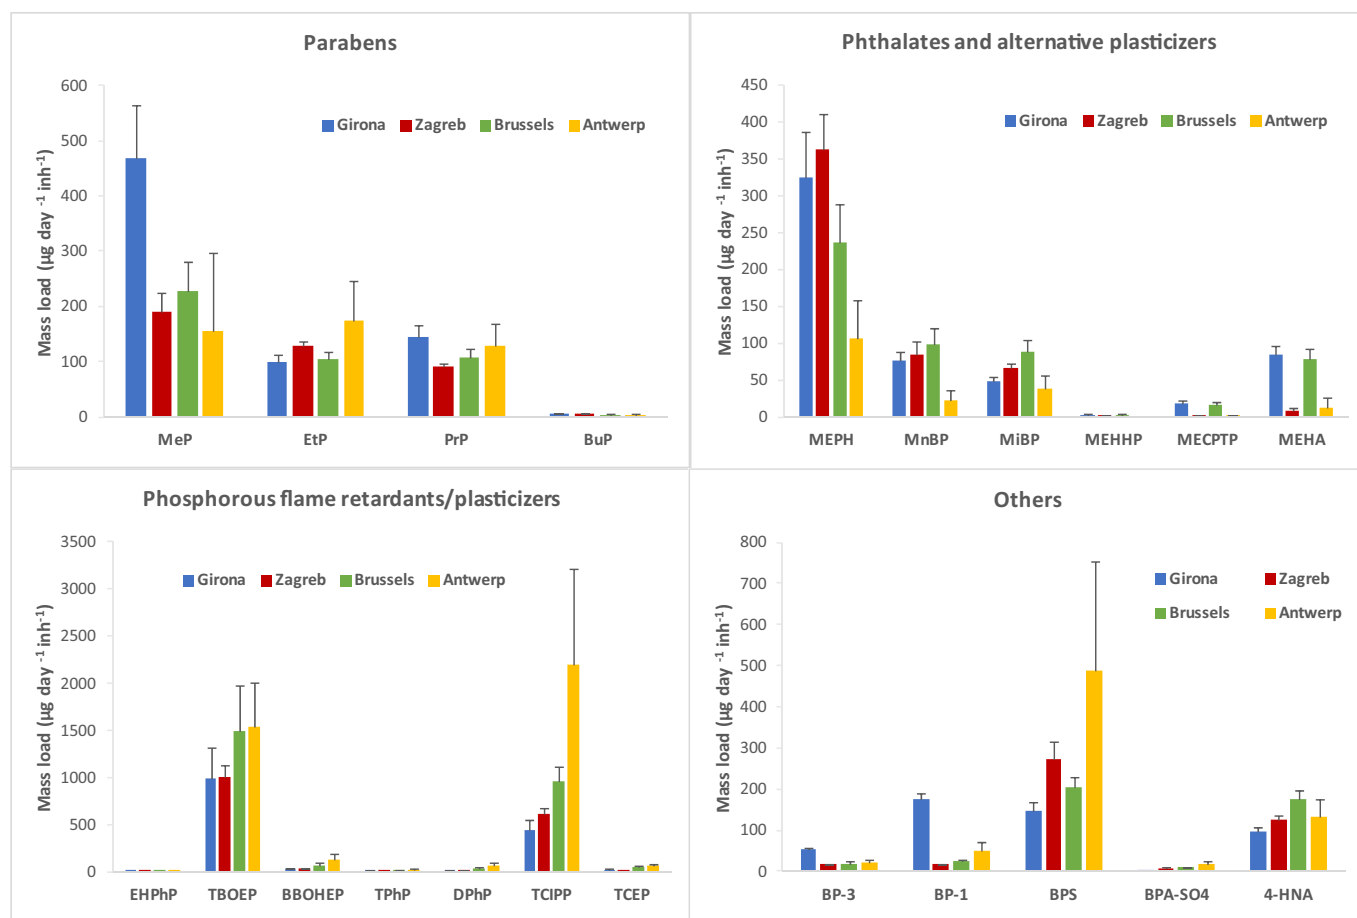 Parabens
Mass load (µg day -1 inh-1)
600
500
400
300
200
100
0
Girona Zagreb Brussels Antwerp
MeP EtP PrP BuP
Phthalates and alternative plasticizers
Mass load (µg day -1 inh-1)
450
400
350
300
250
200
150
100
50
0
Girona Zagreb Brussels Antwerp
MEPH MnBP MiBP MEHHP MECPTP MEHA
Phosphorous flame retardants/plasticizers
Mass load (µg day -1 inh-1)
3500
3000
2500
2000
1500
1000
500
0
Girona Zagreb Brussels Antwerp
EHPhP TBOEP BBOHEP TPhP DPhP TCIPP TCEP
Others
Mass load (µg day -1 inh-1)
800
700
600
500
400
300
200
100
0
Girona Zagreb
Brussels Antwerp
BP-3 BP-1 BPS BPA-SO4 4-HNA